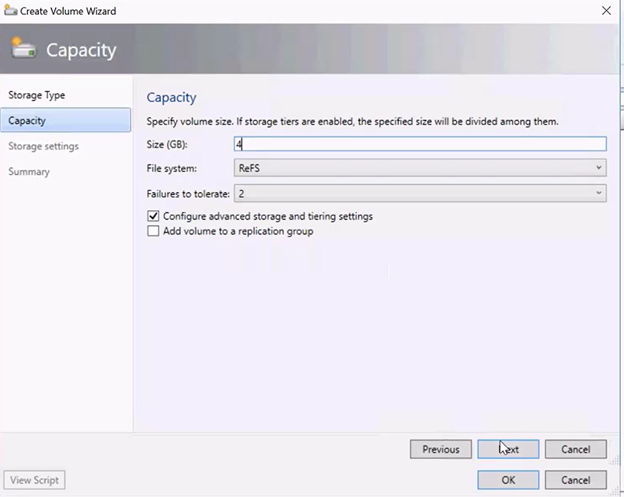 Create Volume Wizard
Capacity
Storage Type
Capacity
Storage settings
Summary
Capacity
Specify volume size. If storage tiers are enabled, the specified size will be divided among them.
Size (GB): 4
File system: ReFS
Failures to tolerate: 2
Configure advanced storage and tiering settings
Add volume to a replication group
Previous Next Cancel
View Script OK Cancel